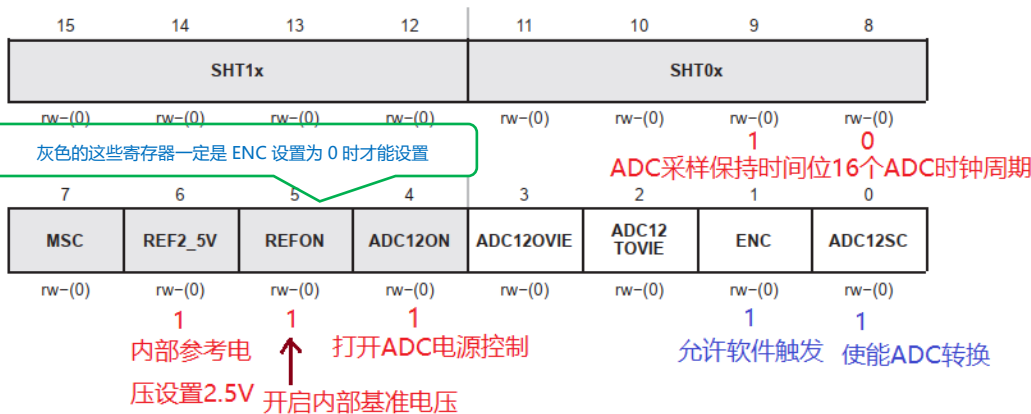 15 14 13 12 11 10 9 8
SHT1x SHT0x
rw-(0) rw-(0) rw-(0) rw-(0) rw-(0) rw-(0) rw-(0) rw-(0)
1 0
灰色的这些寄存器一定是 ENC 设置为 0 时才能设置
ADC采样保持时间位16个ADC时钟周期
7 6 5 4 3 2 1 0
MSC REF2_5V REFON ADC12ON ADC12OVIE ADC12 TOVIE ENC ADC12SC
rw-(0) rw-(0) rw-(0) rw-(0) rw-(0) rw-(0) rw-(0) rw-(0)
1 1 1 1 1
内部参考电 打开ADC电源控制 允许软件触发 使能ADC转换
压设置2.5V 开启内部基准电压